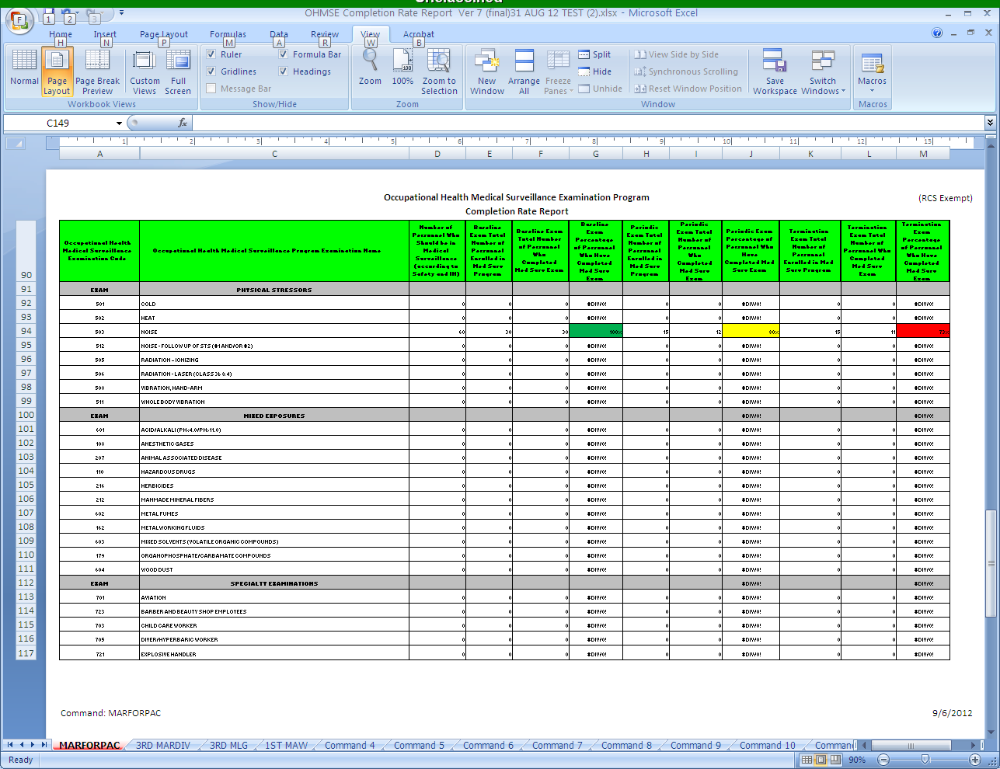 Unclassified
OHMSE Completion Rate Report Ver 7 (final)31 AUG 12 TEST (2).xlsx - Microsoft Excel
F 1 2 3
Home Insert Page Layout Formulas Data Review View Acrobat
H N P M A R W B
Normal Page Layout Page Break Preview Custom Views Full Screen
Workbook Views
Ruler Formula Bar
Gridlines Headings
Message Bar
Show/Hide
Zoom 100% Zoom to Selection
Zoom
New Window Arrange All Freeze Panes
Split
Hide
Unhide
View Side by Side
Synchronous Scrolling
Reset Window Position
Save Workspace Switch Windows
Window
Macros
Macros
C149 fx
1 2 3 4 5 6 7 8 9 10 11 12 13
A C D E F G H I J K L M
Occupational Health Medical Surveillance Examination Program
Completion Rate Report
(RCS Exempt)
90 Occupational Health Medical Surveillance Examination Code
Occupational Health Medical Surveillance Program Examination Name
Number of Personnel Who Should be in Medical Surveillance (according to Safety and IH)
Baseline Exam Total Number of Personnel Enrolled in Med Surv Program
Baseline Exam Total Number of Personnel Who Completed Med Surv Exam
Baseline Exam Percentage of Personnel Who Have Completed Med Surv Exam
Periodic Exam Total Number of Personnel Enrolled in Med Surv Program
Periodic Exam Total Number of Personnel Who Completed Med Surv Exam
Periodic Exam Percentage of Personnel Who Have Completed Med Surv Exam
Termination Exam Total Number of Personnel Enrolled in Med Surv Program
Termination Exam Total Number of Personnel Who Completed Med Surv Exam
Termination Exam Percentage of Personnel Who Have Completed Med Surv Exam
91 EXAM PHYSICAL STRESSORS
92 501 COLD 0 0 0 #DIV/0! 0 0 #DIV/0! 0 0 #DIV/0!
93 502 HEAT 0 0 0 #DIV/0! 0 0 #DIV/0! 0 0 #DIV/0!
94 503 NOISE 60 30 30 100% 15 12 80% 15 11 73%
95 512 NOISE - FOLLOW UP OF STS (#1 AND/OR #2) 0 0 0 #DIV/0! 0 0 #DIV/0! 0 0 #DIV/0!
96 505 RADIATION - IONIZING 0 0 0 #DIV/0! 0 0 #DIV/0! 0 0 #DIV/0!
97 506 RADIATION - LASER (CLASS 3b & 4) 0 0 0 #DIV/0! 0 0 #DIV/0! 0 0 #DIV/0!
98 508 VIBRATION, HAND-ARM 0 0 0 #DIV/0! 0 0 #DIV/0! 0 0 #DIV/0!
99 511 WHOLE BODY VIBRATION 0 0 0 #DIV/0! 0 0 #DIV/0! 0 0 #DIV/0!
100 EXAM MIXED EXPOSURES #DIV/0! #DIV/0!
101 601 ACID/ALKALI (PH<4.0/PH>11.0) 0 0 0 #DIV/0! 0 0 #DIV/0! 0 0 #DIV/0!
102 108 ANESTHETIC GASES 0 0 0 #DIV/0! 0 0 #DIV/0! 0 0 #DIV/0!
103 207 ANIMAL ASSOCIATED DISEASE 0 0 0 #DIV/0! 0 0 #DIV/0! 0 0 #DIV/0!
104 110 HAZARDOUS DRUGS 0 0 0 #DIV/0! 0 0 #DIV/0! 0 0 #DIV/0!
105 216 HERBICIDES 0 0 0 #DIV/0! 0 0 #DIV/0! 0 0 #DIV/0!
106 212 MANMADE MINERAL FIBERS 0 0 0 #DIV/0! 0 0 #DIV/0! 0 0 #DIV/0!
107 602 METAL FUMES 0 0 0 #DIV/0! 0 0 #DIV/0! 0 0 #DIV/0!
108 162 METAL WORKING FLUIDS 0 0 0 #DIV/0! 0 0 #DIV/0! 0 0 #DIV/0!
109 603 MIXED SOLVENTS (VOLATILE ORGANIC COMPOUNDS) 0 0 0 #DIV/0! 0 0 #DIV/0! 0 0 #DIV/0!
110 179 ORGANOPHOSPHATE/CARBAMATE COMPOUNDS 0 0 0 #DIV/0! 0 0 #DIV/0! 0 0 #DIV/0!
111 604 WOOD DUST 0 0 0 #DIV/0! 0 0 #DIV/0! 0 0 #DIV/0!
112 EXAM SPECIALTY EXAMINATIONS #DIV/0! #DIV/0!
113 701 AVIATION 0 0 0 #DIV/0! 0 0 #DIV/0! 0 0 #DIV/0!
114 723 BARBER AND BEAUTY SHOP EMPLOYEES 0 0 0 #DIV/0! 0 0 #DIV/0! 0 0 #DIV/0!
115 703 CHILD CARE WORKER 0 0 0 #DIV/0! 0 0 #DIV/0! 0 0 #DIV/0!
116 705 DIVER/HYPERBARIC WORKER 0 0 0 #DIV/0! 0 0 #DIV/0! 0 0 #DIV/0!
117 721 EXPLOSIVE HANDLER 0 0 0 #DIV/0! 0 0 #DIV/0! 0 0 #DIV/0!
Command: MARFORPAC 9/6/2012
MARFORPAC 3RD MARDIV 3RD MLG 1ST MAW Command 4 Command 5 Command 6 Command 7 Command 8 Command 9 Command 10 Comman
Ready 90%